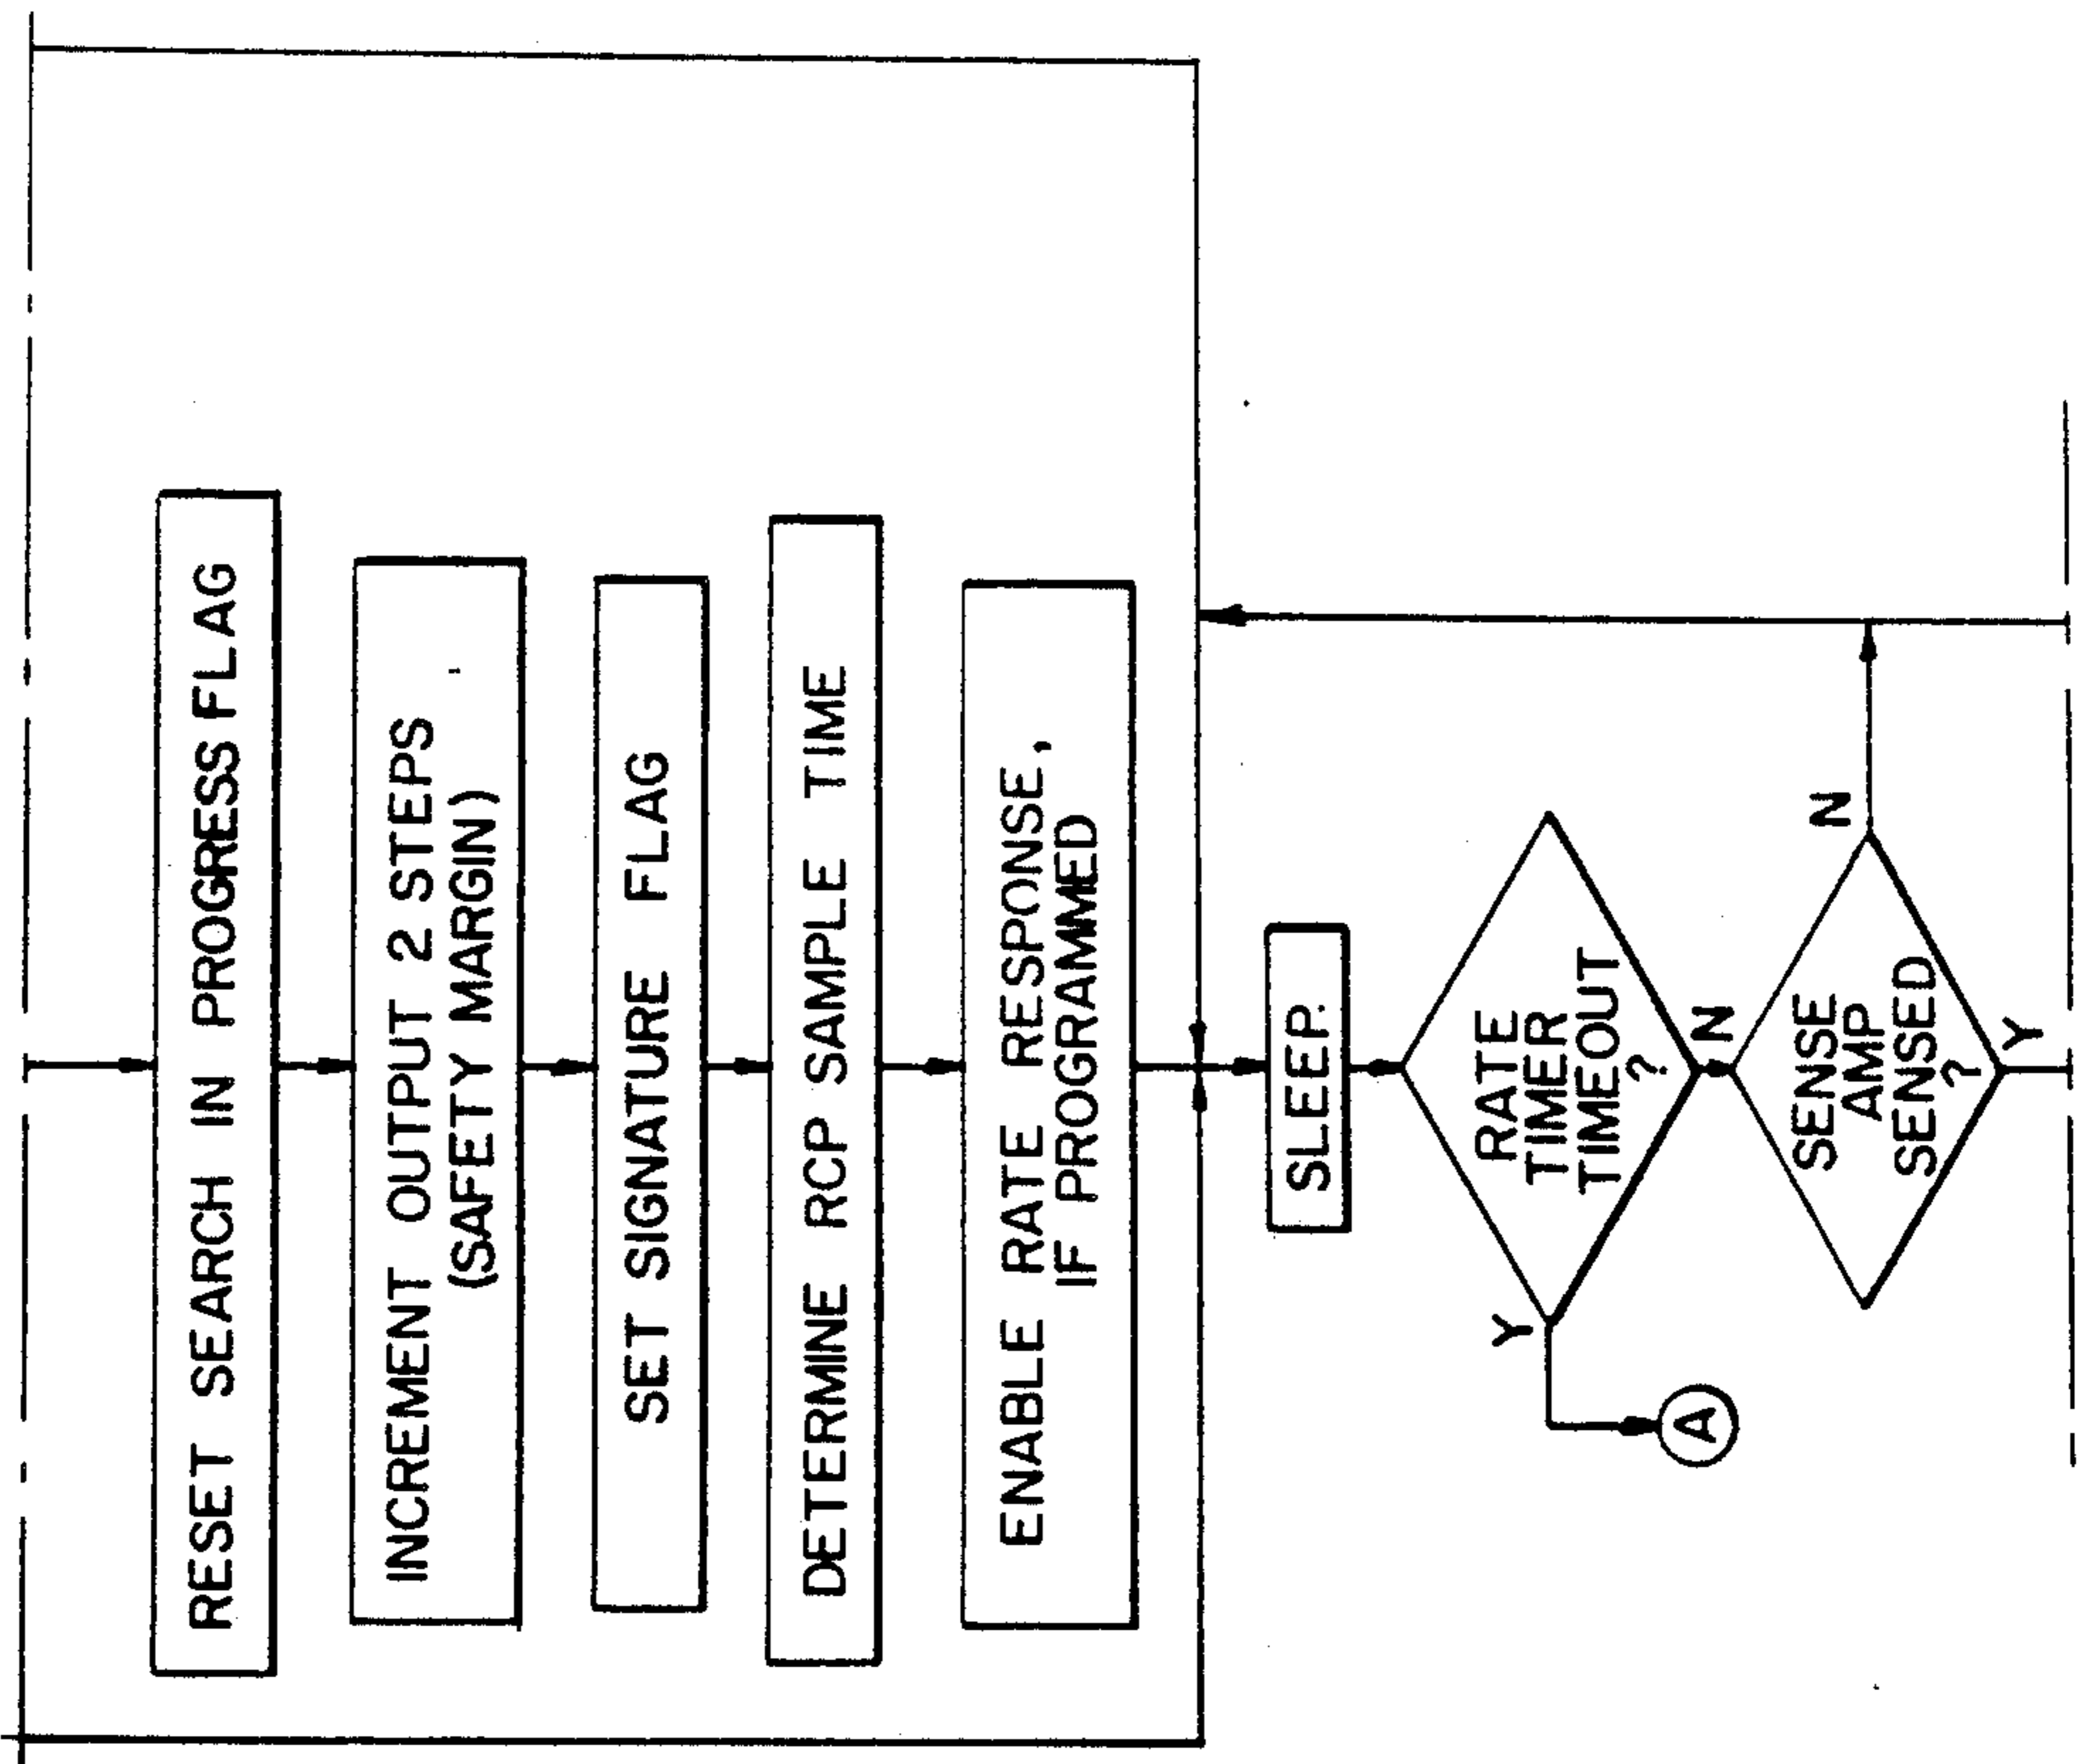 RESET SEARCH IN PROGRESS FLAG
INCREMENT OUTPUT 2 STEPS
(SAFETY MARGIN)
SET SIGNATURE FLAG
DETERMINE RCP SAMPLE TIME
ENABLE RATE RESPONSE,
IF PROGRAMMED
SLEEP
RATE
TIMER
TIMEOUT
?
Y
N
A
SENSE
AMP
SENSED
?
N
Y